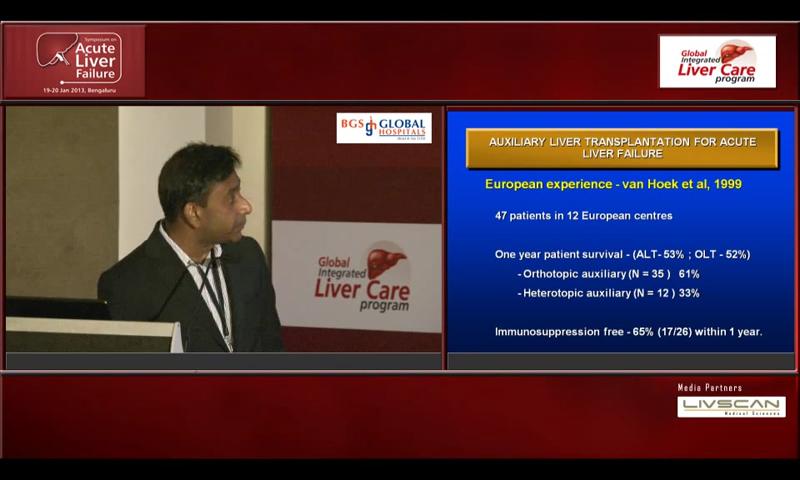 Symposium on
Acute
Liver
Failure
19-20 Jan 2013, Bengaluru
Global
Integrated
Liver Care
program
BGS GLOBAL
HOSPITALS
Global
Integrated
Liver Care
program
AUXILIARY LIVER TRANSPLANTATION FOR ACUTE
LIVER FAILURE
European experience - van Hoek et al, 1999
47 patients in 12 European centres
One year patient survival - (ALT- 53% ; OLT - 52%)
- Orthotopic auxiliary (N = 35 ) 61%
- Heterotopic auxiliary (N = 12 ) 33%
Immunosuppression free - 65% (17/26) within 1 year.
Media Partners
LIVSCAN
Medical Sciences